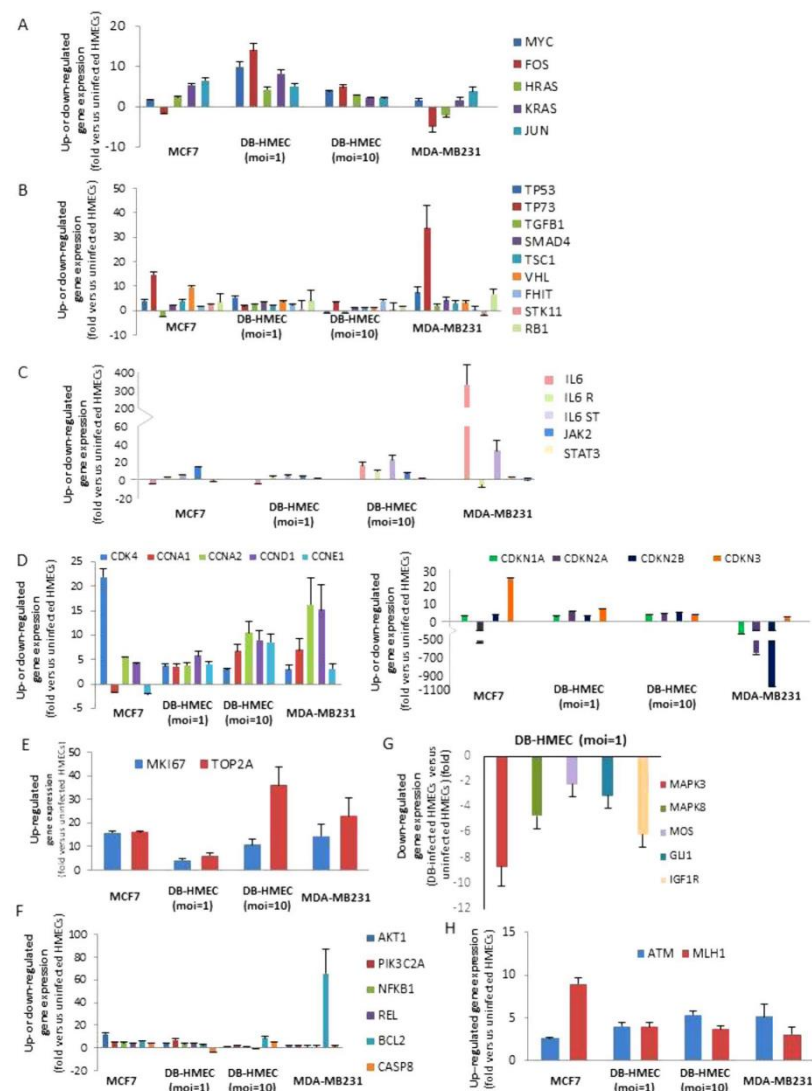 A
Up-or down-regulated
gene expression
(fold versus uninfected HMECs)
20
10
0
-10
MCF7
DB-HMEC
(moi=1)
DB-HMEC
(moi=10)
MDA-MB231
MYC
FOS
HRAS
KRAS
JUN
B
Up-or down-regulated
gene expression
(fold versus uninfected HMECs)
50
40
30
20
10
0
-10
MCF7
DB-HMEC
(moi=1)
DB-HMEC
(moi=10)
MDA-MB231
TP53
TP73
TGFB1
SMAD4
TSC1
VHL
FHIT
STK11
RB1
C
Up-or down-regulated
gene expression
(fold versus uninfected HMECs)
400
300
200
60
40
20
0
-20
MCF7
DB-HMEC
(moi=1)
DB-HMEC
(moi=10)
MDA-MB231
IL6
IL6 R
IL6 ST
JAK2
STAT3
D
CDK4 CCNA1 CCNA2 CCND1 CCNE1
Up-or down-regulated
gene expression
(fold versus uninfected HMECs)
25
20
15
10
5
0
-5
MCF7
DB-HMEC
(moi=1)
DB-HMEC
(moi=10)
MDA-MB231
CDKN1A CDKN2A CDKN2B CDKN3
Up-or down-regulated
gene expression
(fold versus uninfected HMECs)
30
20
10
0
-500
-700
-900
-1100
MCF7
DB-HMEC
(moi=1)
DB-HMEC
(moi=10)
MDA-MB231
E
MKI67 TOP2A
Up-regulated
gene expression
(fold versus uninfected HMECs)
50
40
30
20
10
0
MCF7
DB-HMEC
(moi=1)
DB-HMEC
(moi=10)
MDA-MB231
G
DB-HMEC (moi=1)
Down-regulated
gene expression
(DB-infected HMECs versus
uninfected HMECs) (fold)
0
-2
-4
-6
-8
-10
-12
MAPK3
MAPK8
MOS
GLI1
IGF1R
F
Up-or down-regulated
gene expression
(fold versus uninfected HMECs)
100
80
60
40
20
0
-20
MCF7
DB-HMEC
(moi=1)
DB-HMEC
(moi=10)
MDA-MB231
AKT1
PIK3C2A
NFKB1
REL
BCL2
CASP8
H
ATM MLH1
Up-regulated gene expression
(fold versus uninfected HMECs)
15
10
5
0
MCF7
DB-HMEC
(moi=1)
DB-HMEC
(moi=10)
MDA-MB231